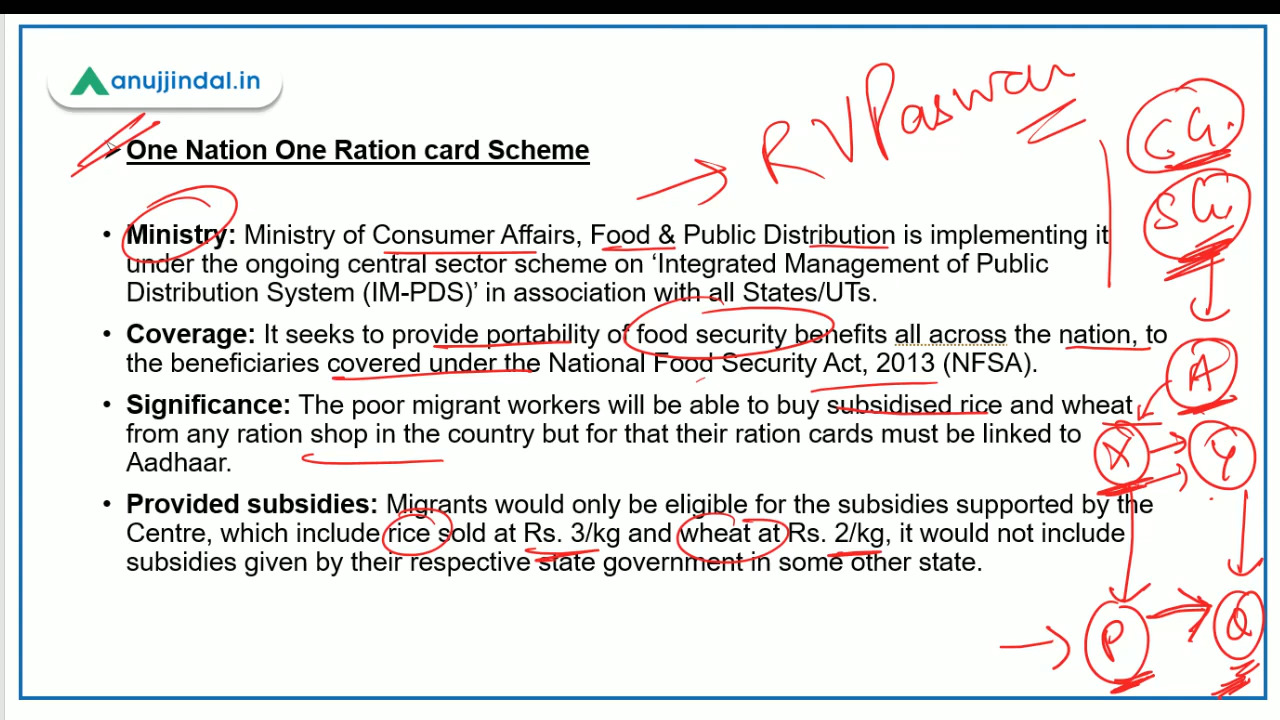 anujjindal.in
RVPaswan
C G.
S G.
One Nation One Ration card Scheme
• Ministry: Ministry of Consumer Affairs, Food & Public Distribution is implementing it
under the ongoing central sector scheme on ‘Integrated Management of Public
Distribution System (IM-PDS)’ in association with all States/UTs.
• Coverage: It seeks to provide portability of food security benefits all across the nation, to
the beneficiaries covered under the National Food Security Act, 2013 (NFSA).
A
• Significance: The poor migrant workers will be able to buy subsidised rice and wheat
from any ration shop in the country but for that their ration cards must be linked to
Aadhaar.
X Y
• Provided subsidies: Migrants would only be eligible for the subsidies supported by the
Centre, which include rice sold at Rs. 3/kg and wheat at Rs. 2/kg, it would not include
subsidies given by their respective state government in some other state.
P Q